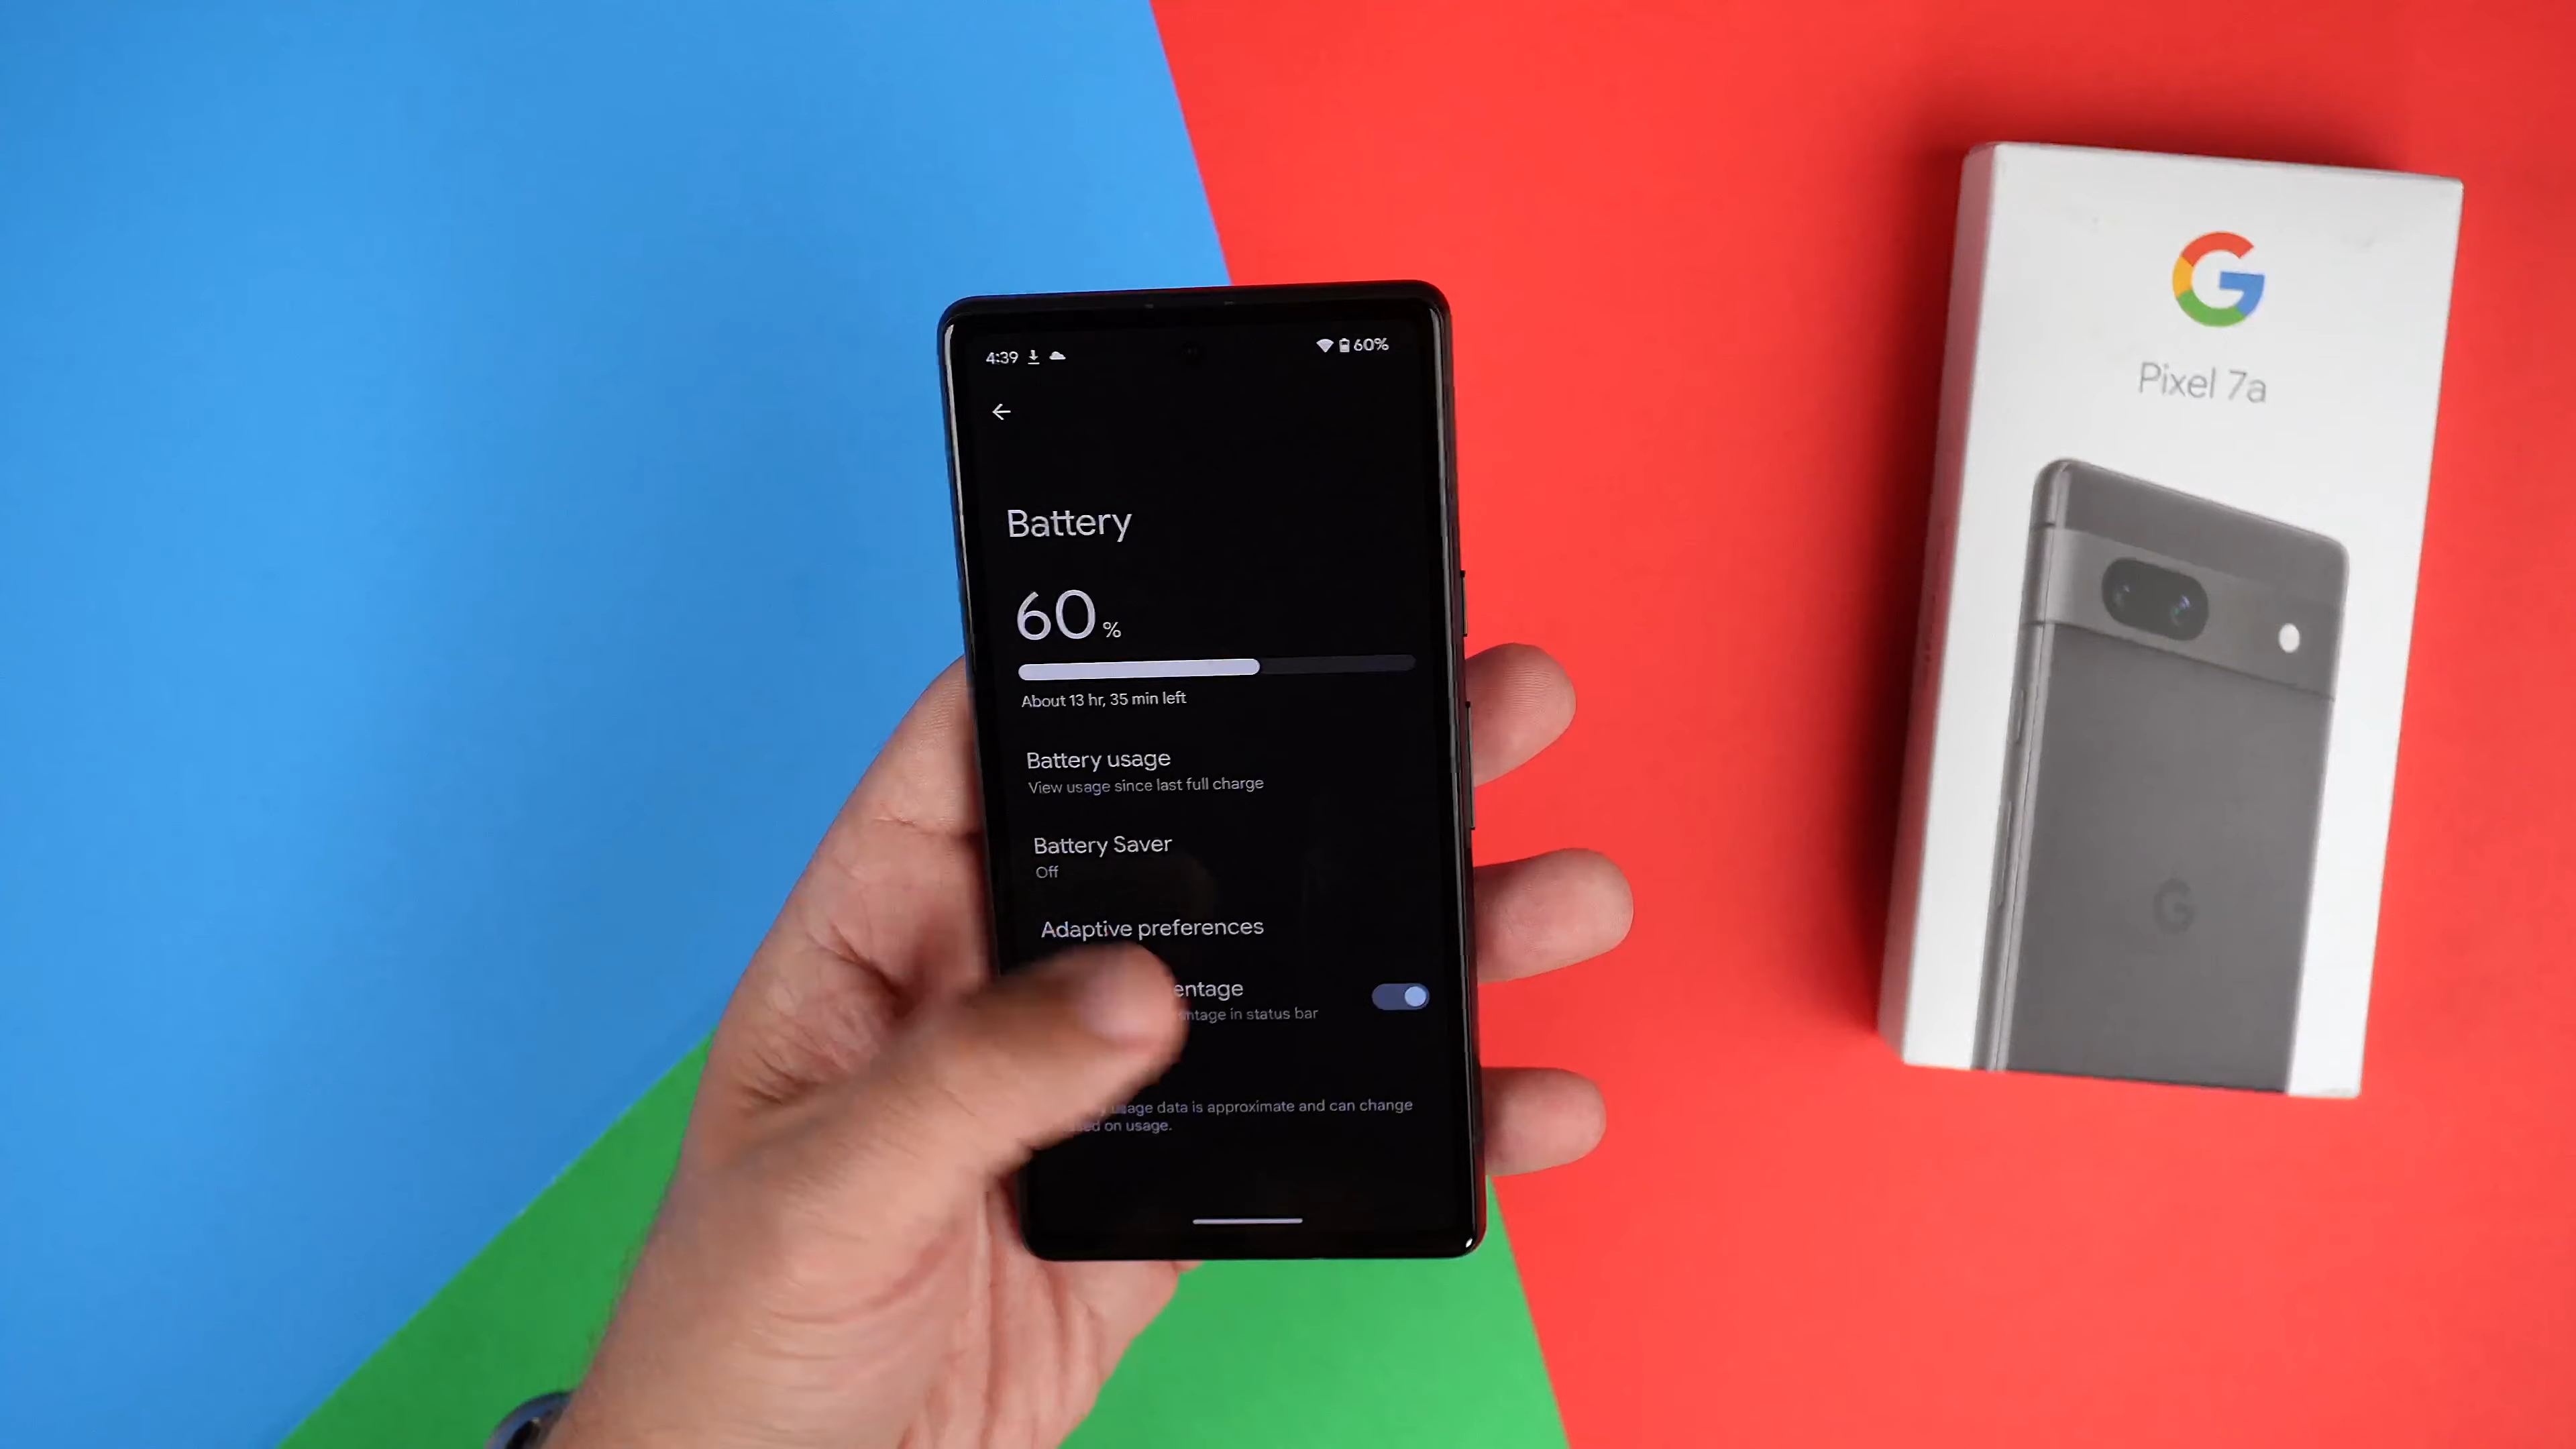 4:39
60%
Battery
60 %
About 13 hr, 35 min left
Battery usage
View usage since last full charge
Battery Saver
Off
Adaptive preferences
entage
ntage in status bar
usage data is approximate and can change
on usage.
G
Pixel 7a
G